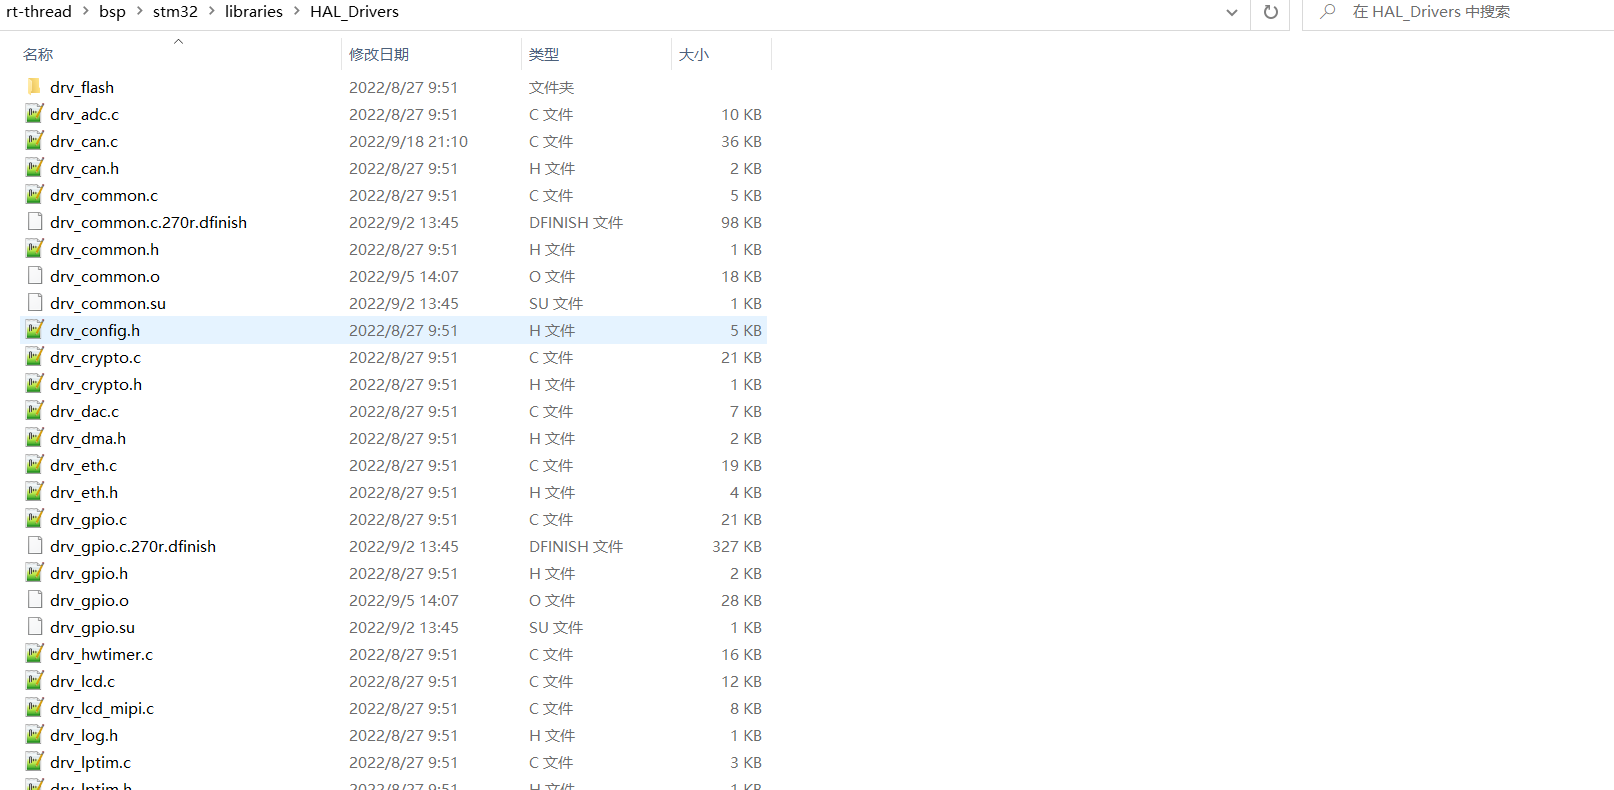 rt-thread > bsp > stm32 > libraries > HAL_Drivers 在 HAL_Drivers 中搜索
名称 修改日期 类型 大小
drv_flash 2022/8/27 9:51 文件夹
drv_adc.c 2022/8/27 9:51 C 文件 10 KB
drv_can.c 2022/9/18 21:10 C 文件 36 KB
drv_can.h 2022/8/27 9:51 H 文件 2 KB
drv_common.c 2022/8/27 9:51 C 文件 5 KB
drv_common.c.270r.dfinish 2022/9/2 13:45 DFINISH 文件 98 KB
drv_common.h 2022/8/27 9:51 H 文件 1 KB
drv_common.o 2022/9/5 14:07 O 文件 18 KB
drv_common.su 2022/9/2 13:45 SU 文件 1 KB
drv_config.h 2022/8/27 9:51 H 文件 5 KB
drv_crypto.c 2022/8/27 9:51 C 文件 21 KB
drv_crypto.h 2022/8/27 9:51 H 文件 1 KB
drv_dac.c 2022/8/27 9:51 C 文件 7 KB
drv_dma.h 2022/8/27 9:51 H 文件 2 KB
drv_eth.c 2022/8/27 9:51 C 文件 19 KB
drv_eth.h 2022/8/27 9:51 H 文件 4 KB
drv_gpio.c 2022/8/27 9:51 C 文件 21 KB
drv_gpio.c.270r.dfinish 2022/9/2 13:45 DFINISH 文件 327 KB
drv_gpio.h 2022/8/27 9:51 H 文件 2 KB
drv_gpio.o 2022/9/5 14:07 O 文件 28 KB
drv_gpio.su 2022/9/2 13:45 SU 文件 1 KB
drv_hwtimer.c 2022/8/27 9:51 C 文件 16 KB
drv_lcd.c 2022/8/27 9:51 C 文件 12 KB
drv_lcd_mipi.c 2022/8/27 9:51 C 文件 8 KB
drv_log.h 2022/8/27 9:51 H 文件 1 KB
drv_lptim.c 2022/8/27 9:51 C 文件 3 KB
drv_lptim.h 2022/8/27 9:51 H 文件 1 KB